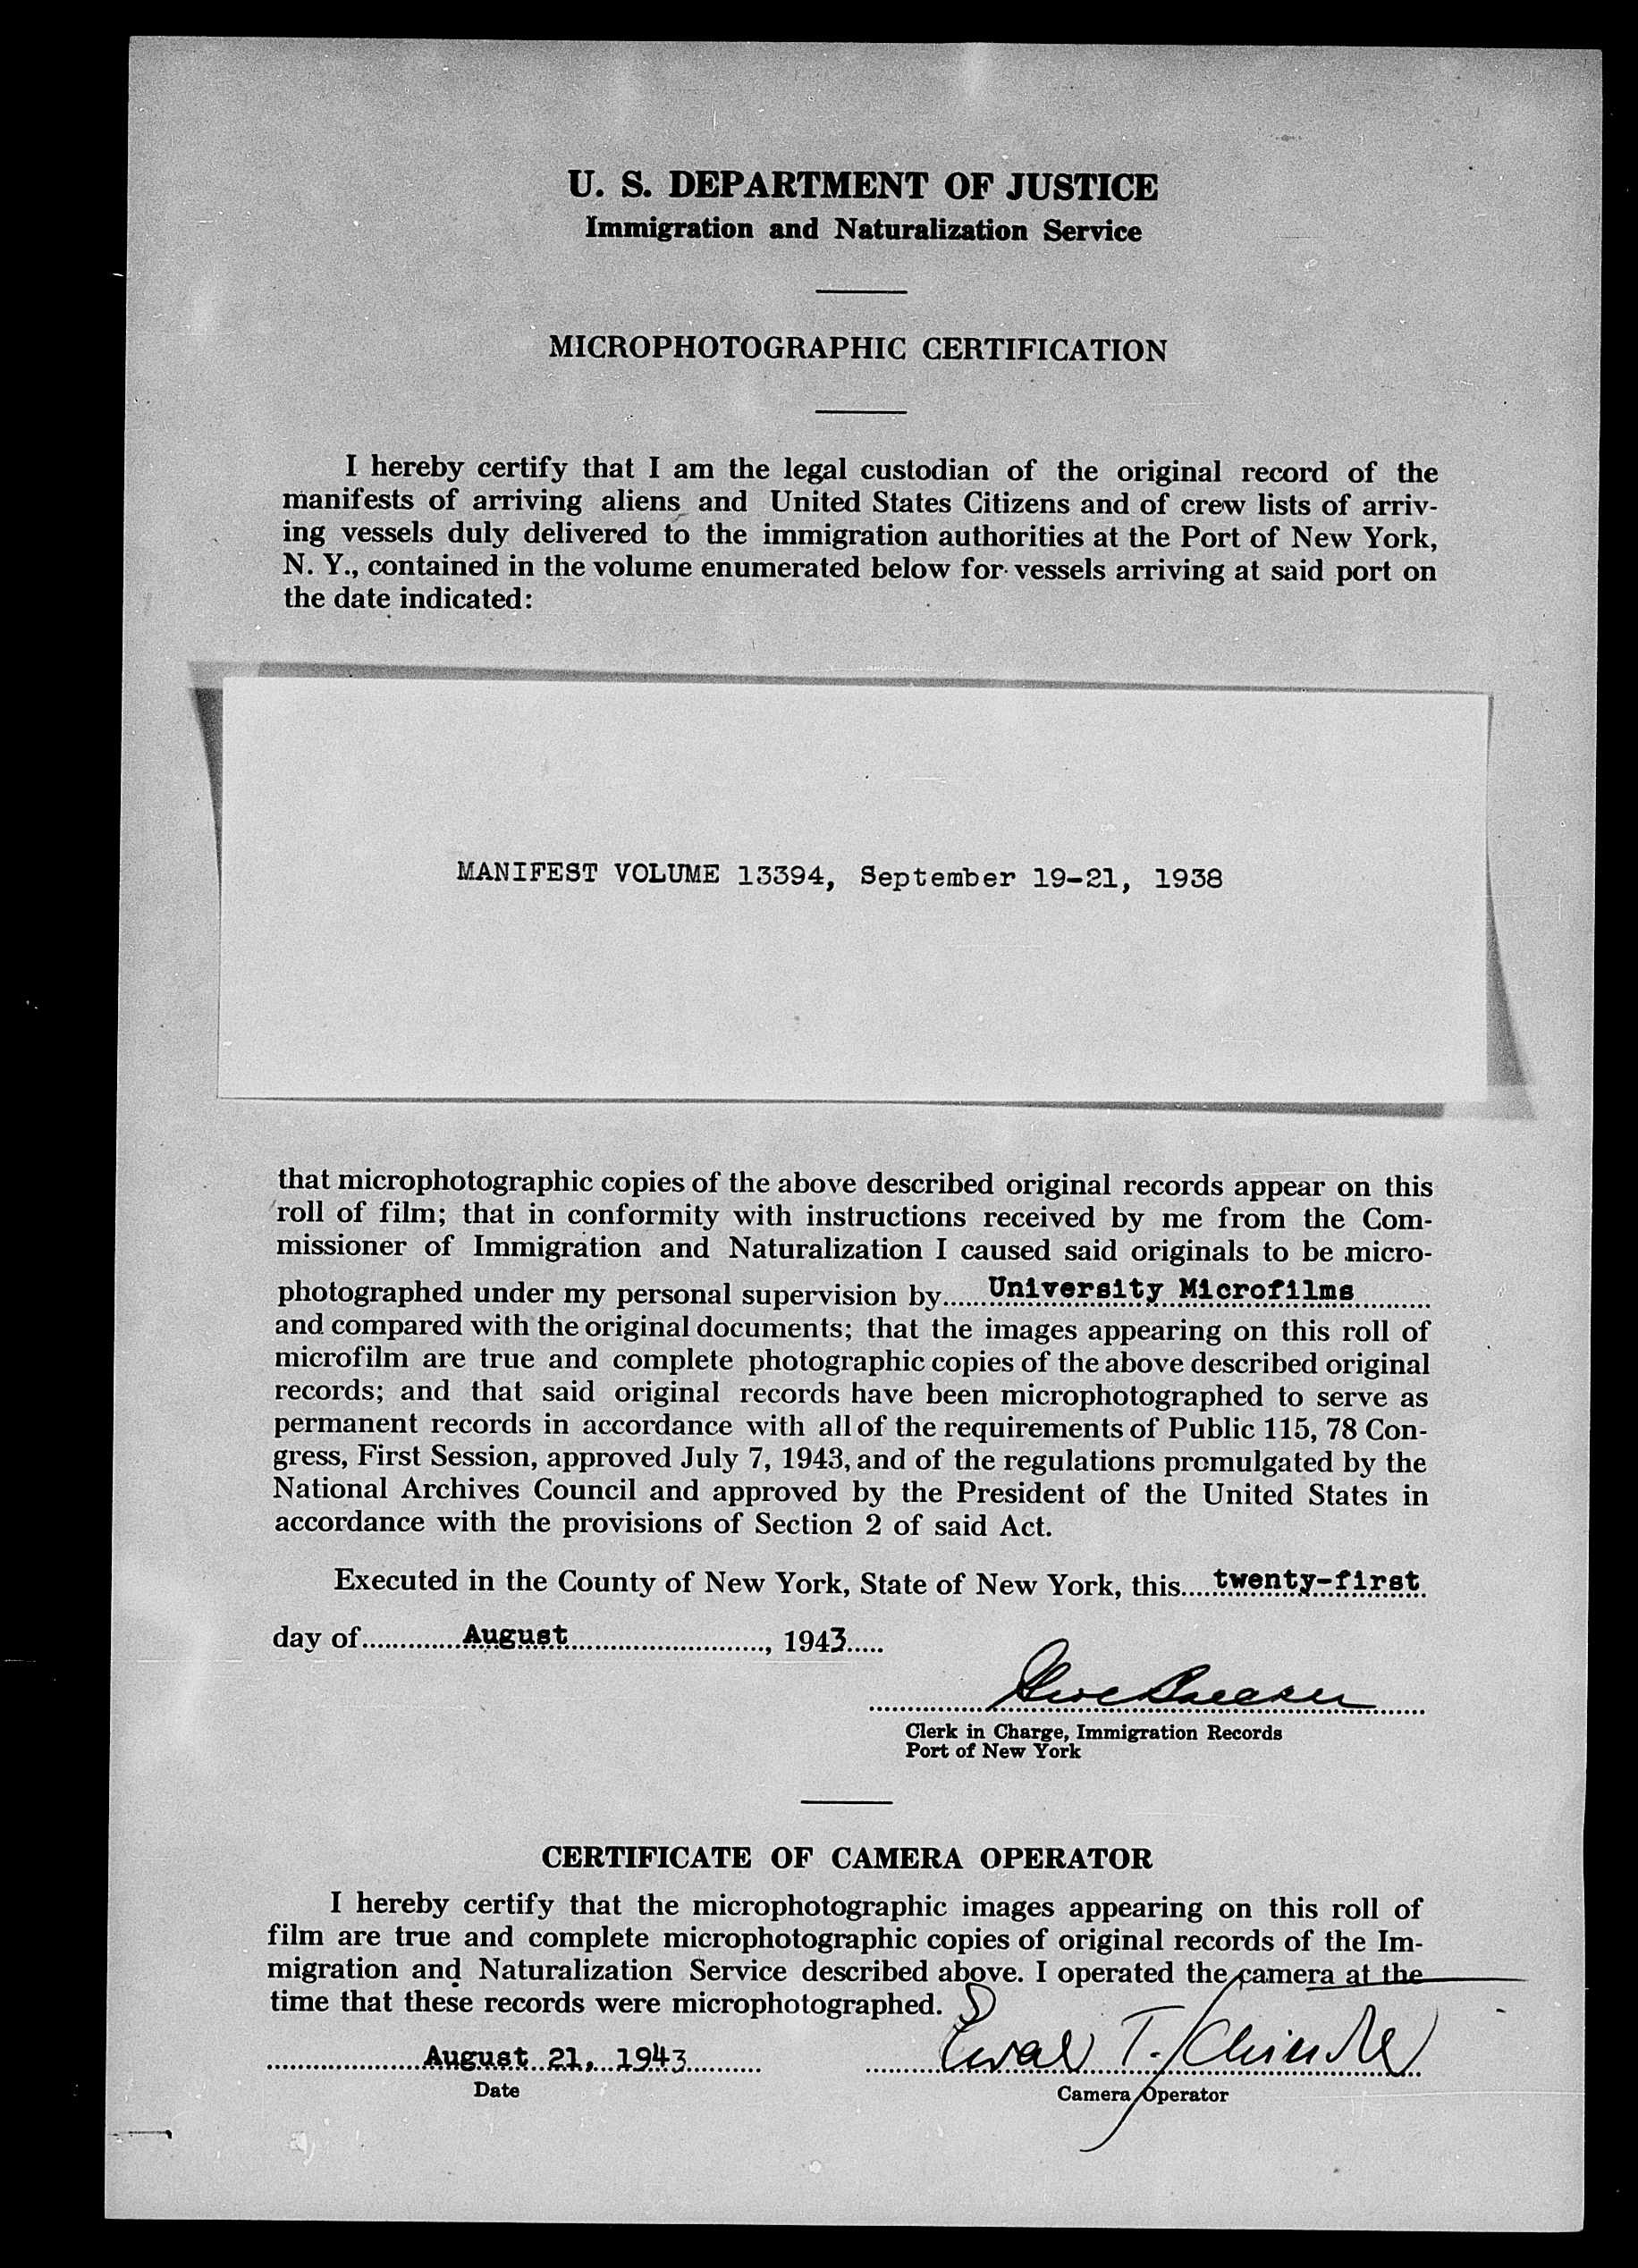 U. S. DEPARTMENT OF JUSTICE
Immigration and Naturalization Service
MICROPHOTOGRAPHIC CERTIFICATION
I hereby certify that I am the legal custodian of the original record of the
manifests of arriving aliens and United States Citizens and of crew lists of arriv-
ing vessels duly delivered to the immigration authorities at the Port of New York,
N. Y., contained in the volume enumerated below for vessels arriving at said port on
the date indicated:
MANIFEST VOLUME 13394, September 19-21, 1938
that microphotographic copies of the above described original records appear on this
roll of film; that in conformity with instructions received by me from the Com-
missioner of Immigration and Naturalization I caused said originals to be micro-
photographed under my personal supervision by......University Microfilms..........
and compared with the original documents; that the images appearing on this roll of
microfilm are true and complete photographic copies of the above described original
records; and that said original records have been microphotographed to serve as
permanent records in accordance with all of the requirements of Public 115, 78 Con-
gress, First Session, approved July 7, 1943, and of the regulations promulgated by the
National Archives Council and approved by the President of the United States in
accordance with the provisions of Section 2 of said Act.
Executed in the County of New York, State of New York, this.....twenty-first
day of.............August.........................., 1943.....
Clerk in Charge, Immigration Records
Port of New York
CERTIFICATE OF CAMERA OPERATOR
I hereby certify that the microphotographic images appearing on this roll of
film are true and complete microphotographic copies of original records of the Im-
migration and Naturalization Service described above. I operated the camera at the
time that these records were microphotographed.
August 21, 1943
T.
Date
Camera Operator